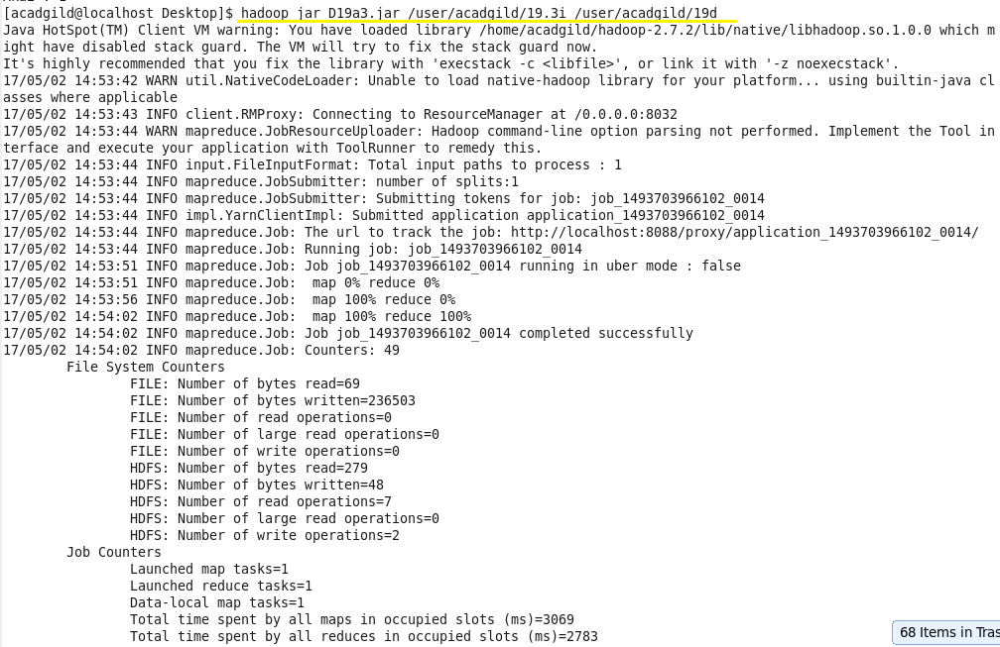 [acadgild@localhost Desktop]$ hadoop jar D19a3.jar /user/acadgild/19.3i /user/acadgild/19d
Java HotSpot(TM) Client VM warning: You have loaded library /home/acadgild/hadoop-2.7.2/lib/native/libhadoop.so.1.0.0 which m
ight have disabled stack guard. The VM will try to fix the stack guard now.
It's highly recommended that you fix the library with 'execstack -c <libfile>', or link it with '-z noexecstack'.
17/05/02 14:53:42 WARN util.NativeCodeLoader: Unable to load native-hadoop library for your platform... using builtin-java cl
asses where applicable
17/05/02 14:53:43 INFO client.RMProxy: Connecting to ResourceManager at /0.0.0.0:8032
17/05/02 14:53:44 WARN mapreduce.JobResourceUploader: Hadoop command-line option parsing not performed. Implement the Tool in
terface and execute your application with ToolRunner to remedy this.
17/05/02 14:53:44 INFO input.FileInputFormat: Total input paths to process : 1
17/05/02 14:53:44 INFO mapreduce.JobSubmitter: number of splits:1
17/05/02 14:53:44 INFO mapreduce.JobSubmitter: Submitting tokens for job: job_1493703966102_0014
17/05/02 14:53:44 INFO impl.YarnClientImpl: Submitted application application_1493703966102_0014
17/05/02 14:53:44 INFO mapreduce.Job: The url to track the job: http://localhost:8088/proxy/application_1493703966102_0014/
17/05/02 14:53:44 INFO mapreduce.Job: Running job: job_1493703966102_0014
17/05/02 14:53:51 INFO mapreduce.Job: Job job_1493703966102_0014 running in uber mode : false
17/05/02 14:53:51 INFO mapreduce.Job:  map 0% reduce 0%
17/05/02 14:53:56 INFO mapreduce.Job:  map 100% reduce 0%
17/05/02 14:54:02 INFO mapreduce.Job:  map 100% reduce 100%
17/05/02 14:54:02 INFO mapreduce.Job: Job job_1493703966102_0014 completed successfully
17/05/02 14:54:02 INFO mapreduce.Job: Counters: 49
File System Counters
FILE: Number of bytes read=69
FILE: Number of bytes written=236503
FILE: Number of read operations=0
FILE: Number of large read operations=0
FILE: Number of write operations=0
HDFS: Number of bytes read=279
HDFS: Number of bytes written=48
HDFS: Number of read operations=7
HDFS: Number of large read operations=0
HDFS: Number of write operations=2
Job Counters
Launched map tasks=1
Launched reduce tasks=1
Data-local map tasks=1
Total time spent by all maps in occupied slots (ms)=3069
Total time spent by all reduces in occupied slots (ms)=2783
68 Items in Tras